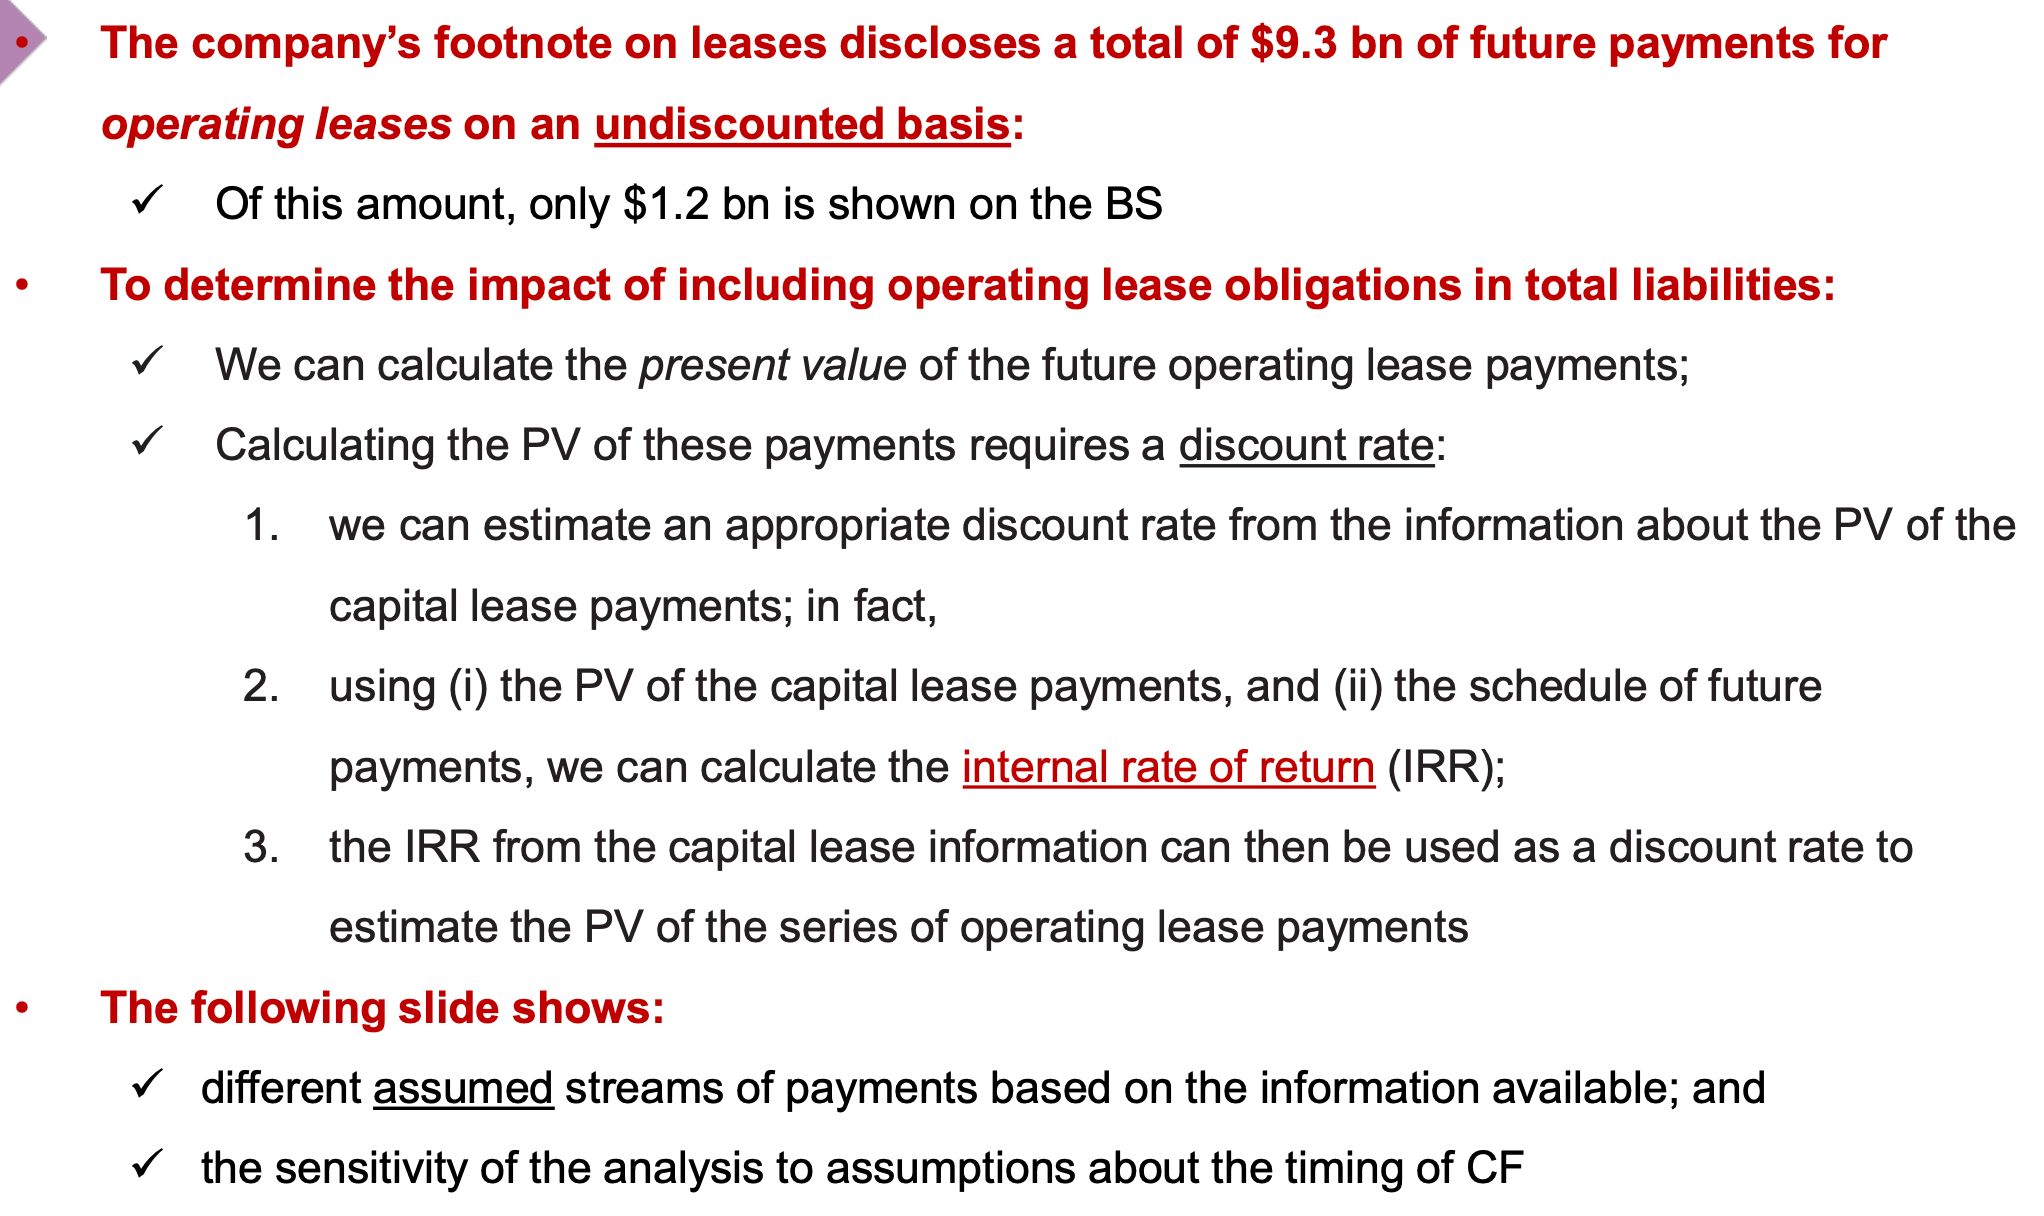 • The company’s footnote on leases discloses a total of $9.3 bn of future payments for
operating leases on an undiscounted basis:
✓ Of this amount, only $1.2 bn is shown on the BS
• To determine the impact of including operating lease obligations in total liabilities:
✓ We can calculate the present value of the future operating lease payments;
✓ Calculating the PV of these payments requires a discount rate:
1. we can estimate an appropriate discount rate from the information about the PV of the
capital lease payments; in fact,
2. using (i) the PV of the capital lease payments, and (ii) the schedule of future
payments, we can calculate the internal rate of return (IRR);
3. the IRR from the capital lease information can then be used as a discount rate to
estimate the PV of the series of operating lease payments
• The following slide shows:
✓ different assumed streams of payments based on the information available; and
✓ the sensitivity of the analysis to assumptions about the timing of CF